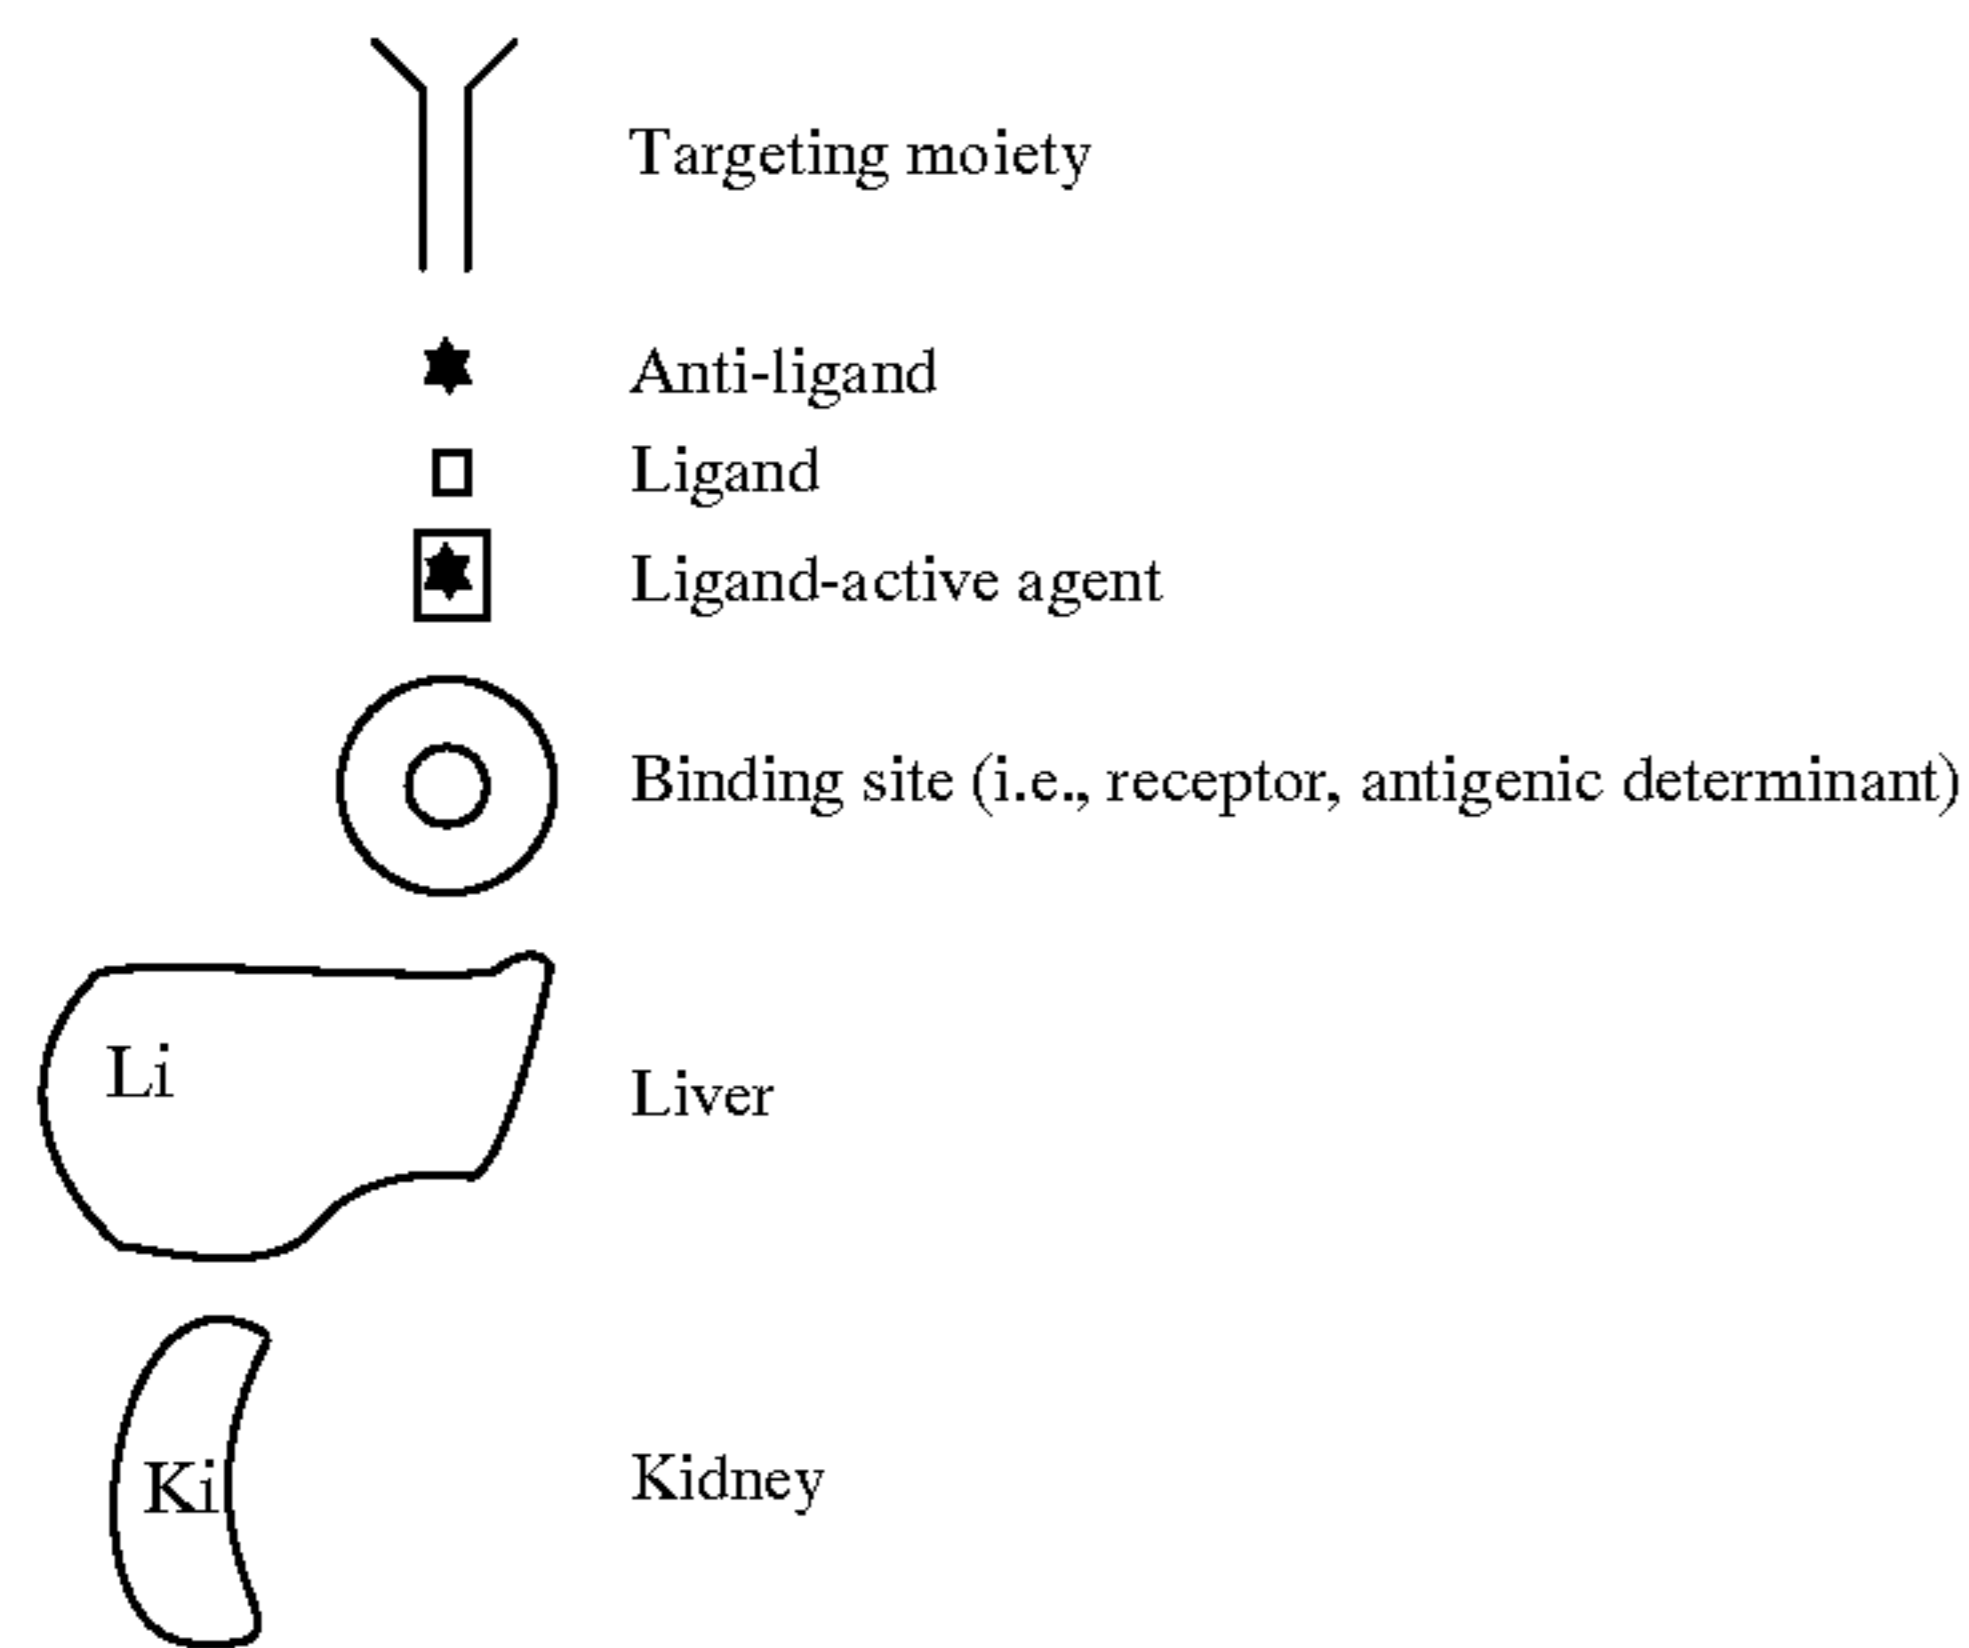 Targeting moiety
Anti-ligand
Ligand
Ligand-active agent
Binding site (i.e., receptor, antigenic determinant)
Li
Liver
Ki
Kidney